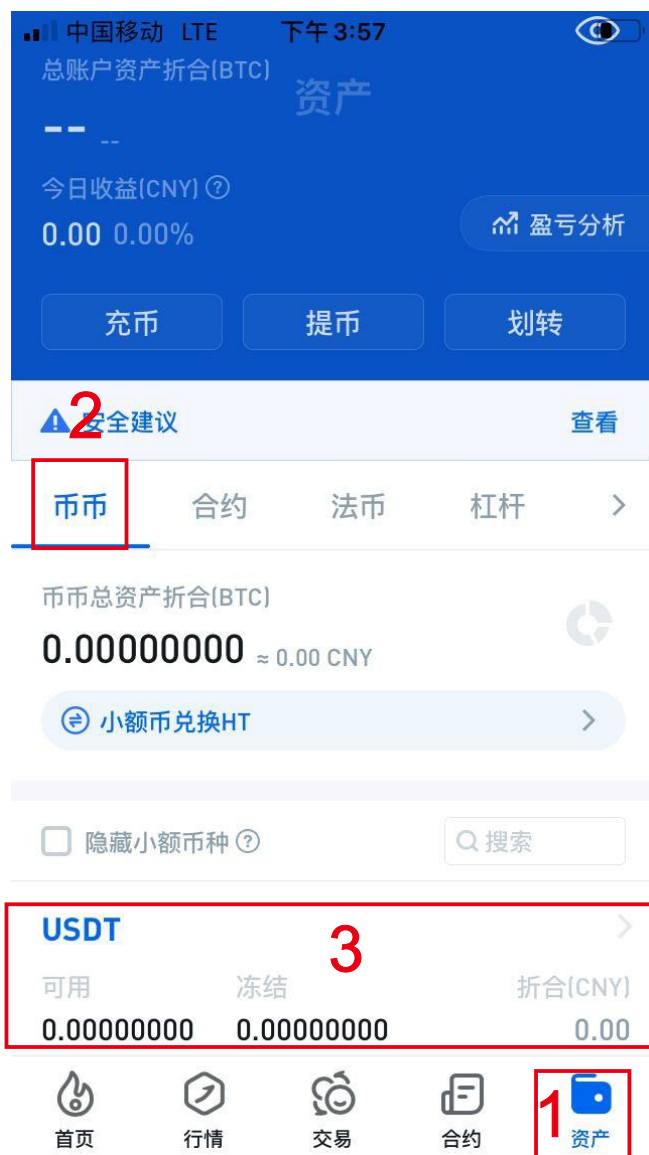 中国移动 LTE 下午 3:57
总账户资产折合(BTC)
资产
-- --
今日收益(CNY) ?
0.00 0.00%
盈亏分析
充币 提币 划转
2
安全建议 查看
币币 合约 法币 杠杆 >
币币总资产折合(BTC)
0.00000000 ≈ 0.00 CNY
小额币兑换HT >
隐藏小额币种 ? 搜索
USDT >
3
可用 冻结 折合(CNY)
0.00000000 0.00000000 0.00
1
首页 行情 交易 合约 资产